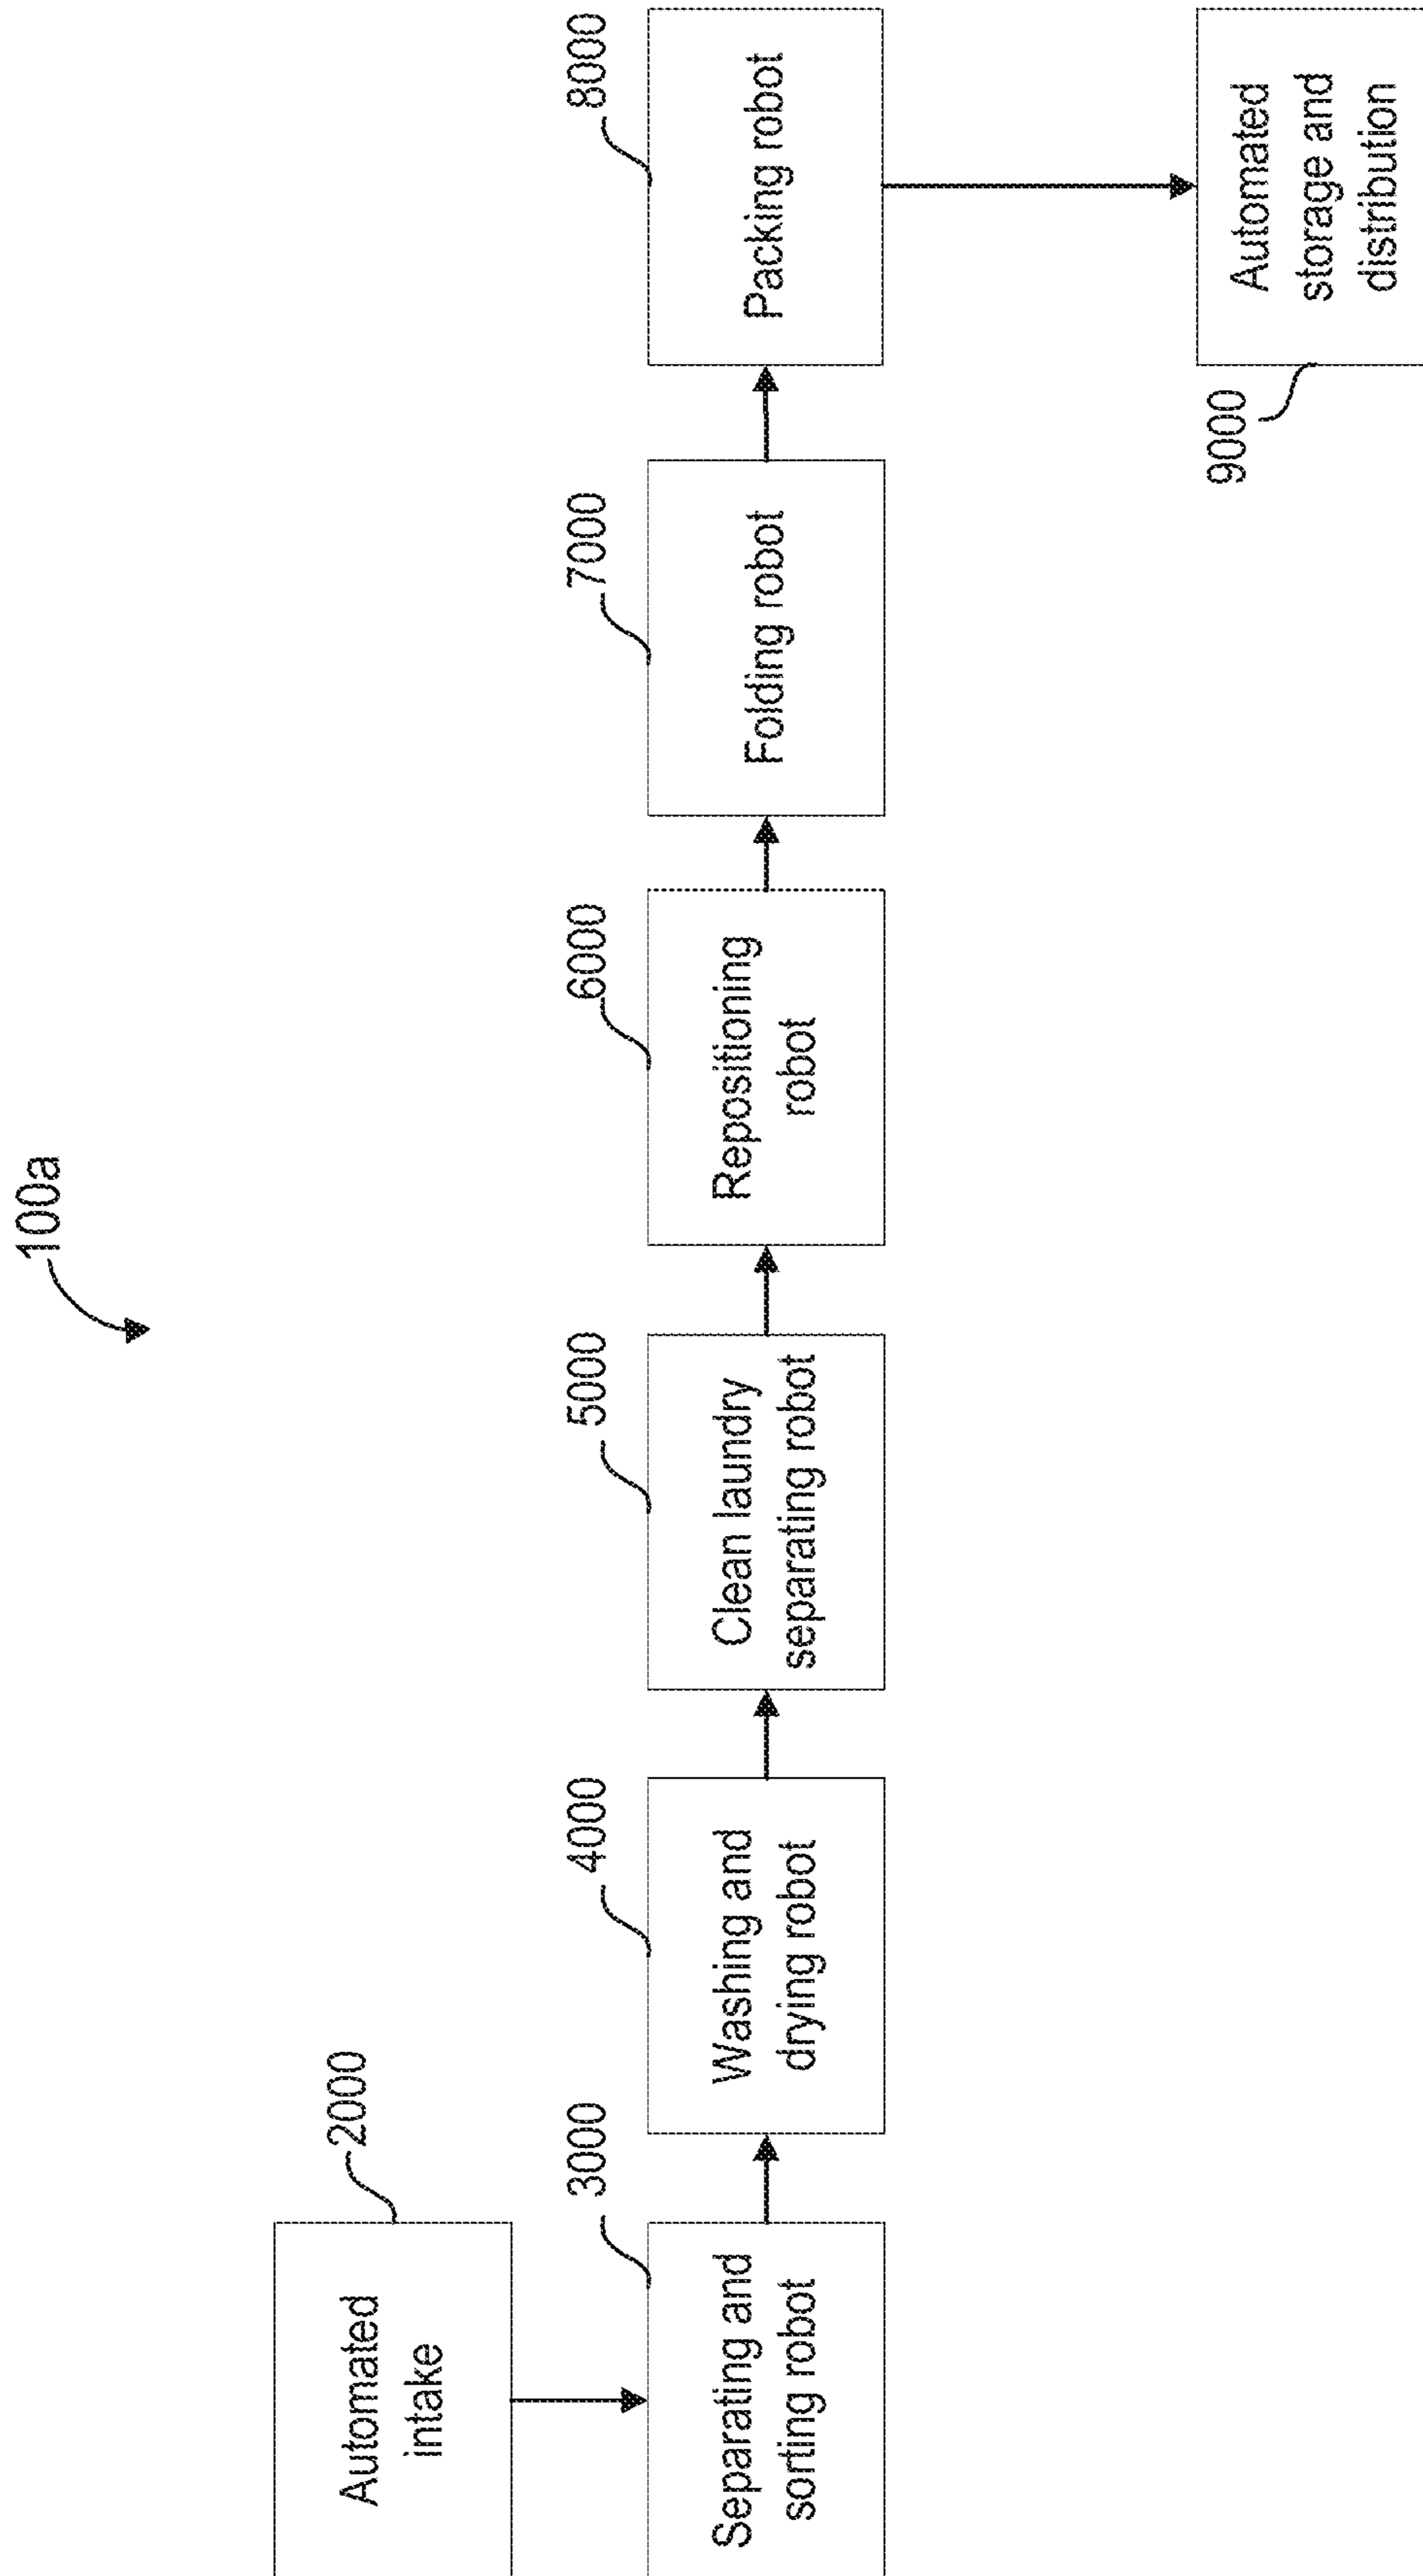 100a
2000
Automated
intake
3000
Separating and
sorting robot
4000
Washing and
drying robot
5000
Clean laundry
separating robot
6000
Repositioning
robot
7000
Folding robot
8000
Packing robot
9000
Automated
storage and
distribution